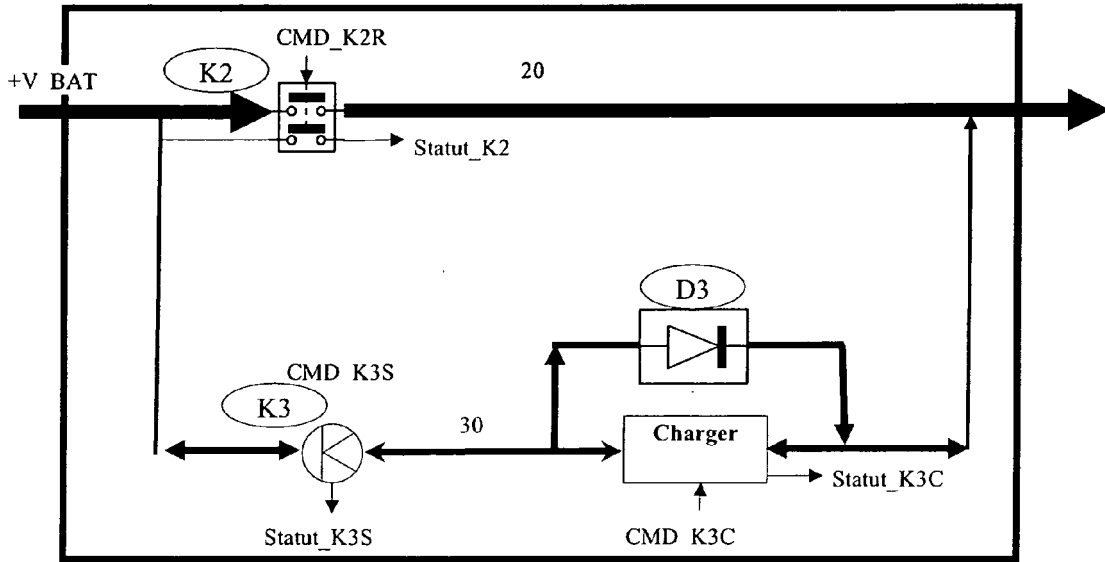 CMD_K2R
+V BAT
K2
20
Statut_K2
D3
CMD K3S
K3
30
Charger
Statut_K3C
Statut_K3S
CMD K3C